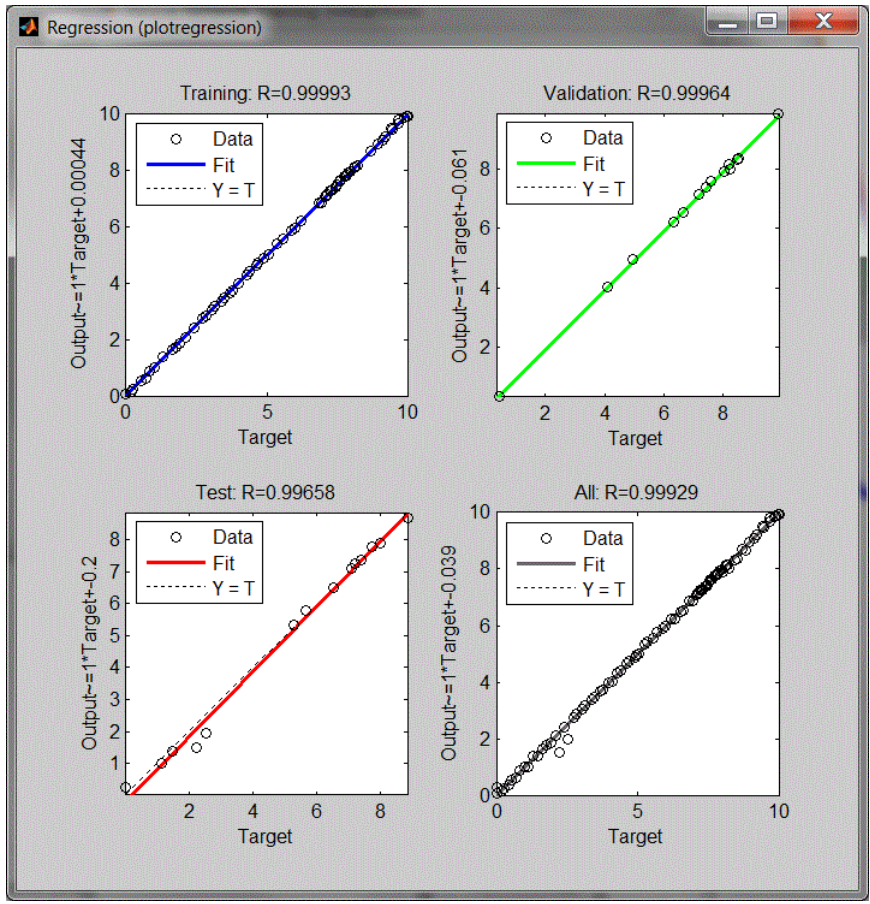 Regression (plotregression)
Training: R=0.99993
Output~=1*Target+0.00044
10
8
6
4
2
0
Data
Fit
Y = T
0
5
10
Target
Validation: R=0.99964
Output~=1*Target+-0.061
8
6
4
2
Data
Fit
Y = T
2
4
6
8
Target
Test: R=0.99658
Output~=1*Target+-0.2
8
7
6
5
4
3
2
1
Data
Fit
Y = T
2
4
6
8
Target
All: R=0.99929
Output~=1*Target+-0.039
10
8
6
4
2
0
Data
Fit
Y = T
0
5
10
Target